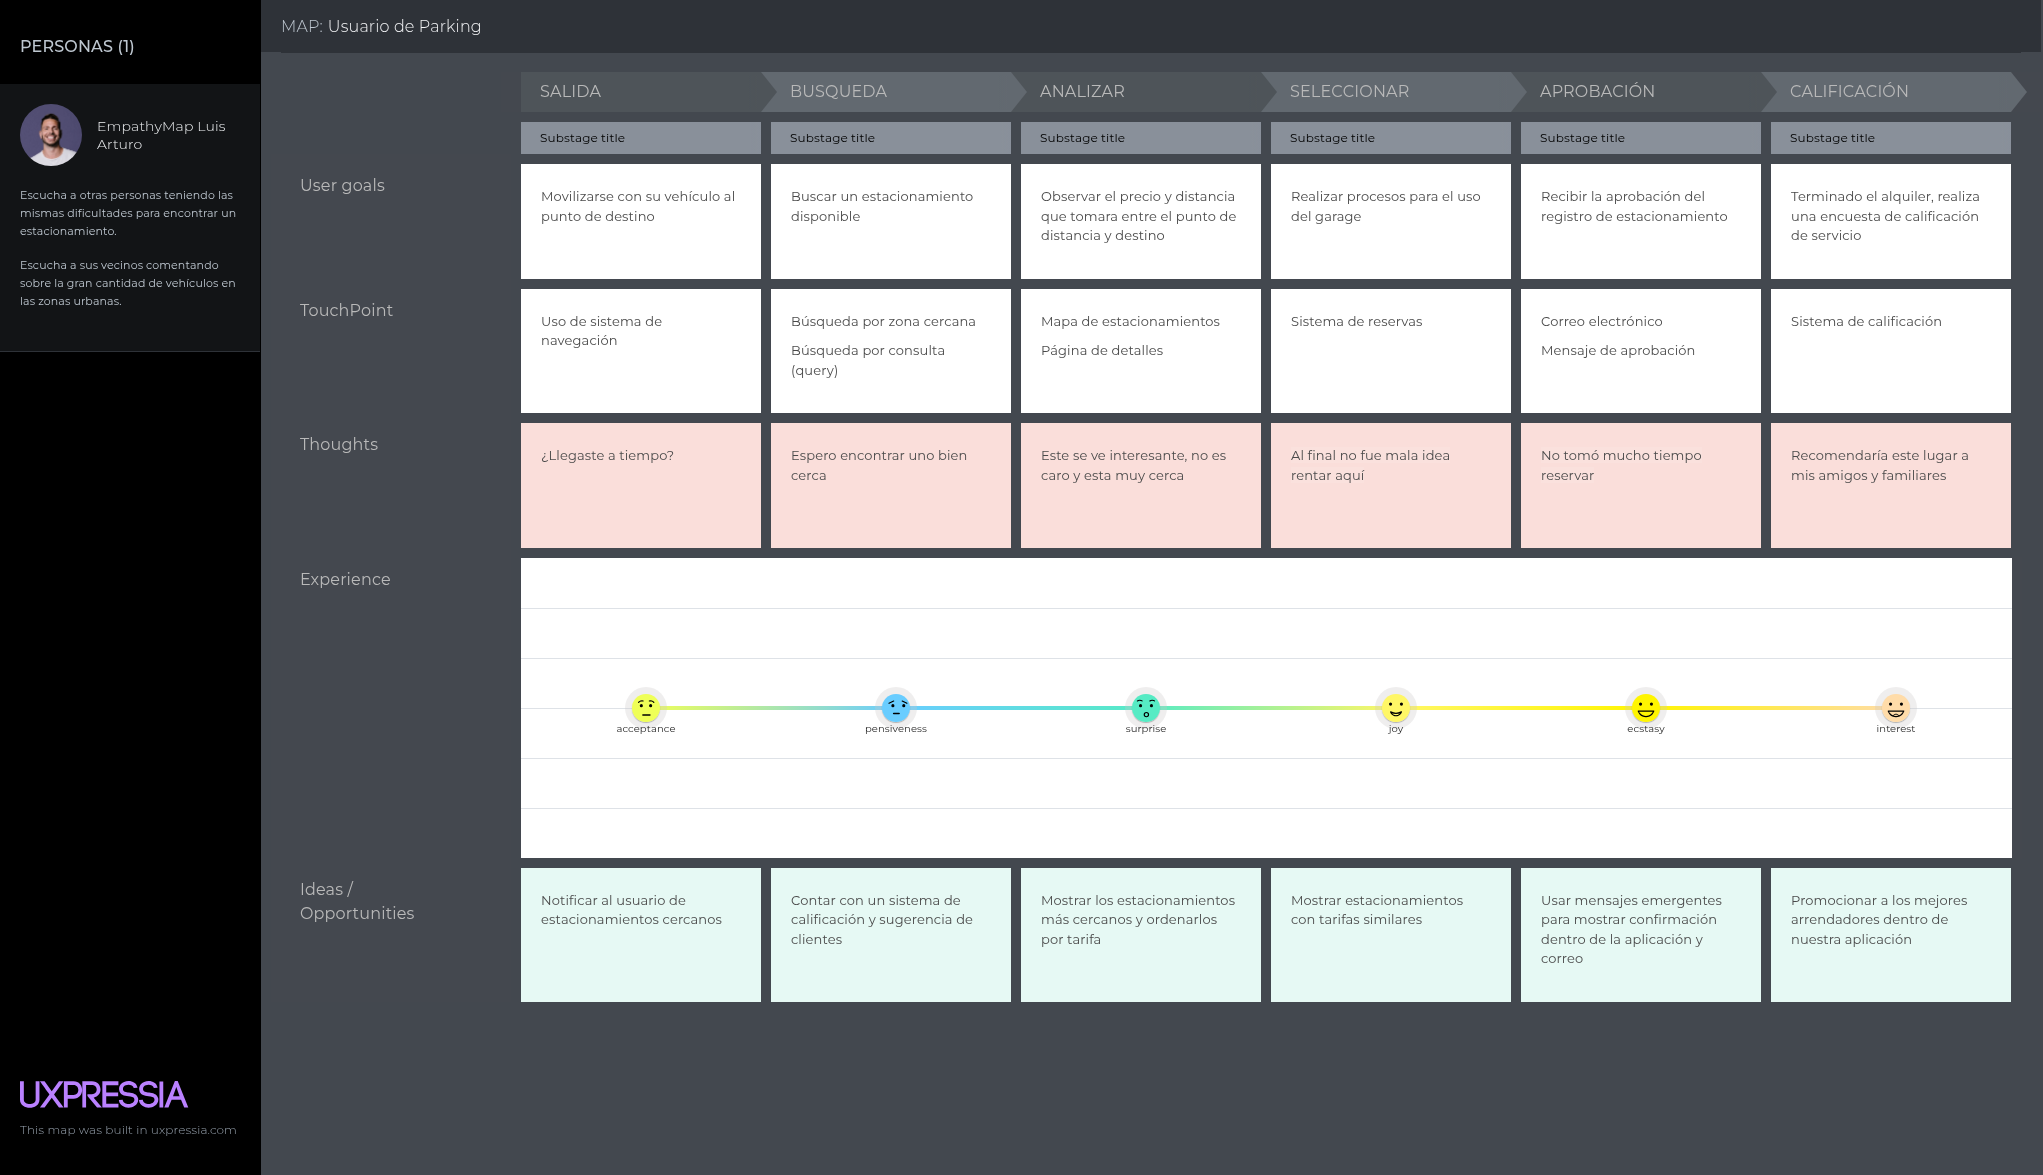 PERSONAS (1)
EmpathyMap Luis
Arturo
Escucha a otras personas teniendo las
mismas dificultades para encontrar un
estacionamiento.
Escucha a sus vecinos comentando
sobre la gran cantidad de vehículos en
las zonas urbanas.
UXPRESSIA
This map was built in uxpressia.com
MAP: Usuario de Parking
SALIDA
BUSQUEDA
ANALIZAR
SELECCIONAR
APROBACIÓN
CALIFICACIÓN
Substage title
Substage title
Substage title
Substage title
Substage title
Substage title
User goals
Movilizarse con su vehículo al
punto de destino
Buscar un estacionamiento
disponible
Observar el precio y distancia
que tomara entre el punto de
distancia y destino
Realizar procesos para el uso
del garage
Recibir la aprobación del
registro de estacionamiento
Terminado el alquiler, realiza
una encuesta de calificación
de servicio
TouchPoint
Uso de sistema de
navegación
Búsqueda por zona cercana
Búsqueda por consulta
(query)
Mapa de estacionamientos
Página de detalles
Sistema de reservas
Correo electrónico
Mensaje de aprobación
Sistema de calificación
Thoughts
¿Llegaste a tiempo?
Espero encontrar uno bien
cerca
Este se ve interesante, no es
caro y esta muy cerca
Al final no fue mala idea
rentar aquí
No tomó mucho tiempo
reservar
Recomendaría este lugar a
mis amigos y familiares
Experience
acceptance
pensiveness
surprise
joy
ecstasy
interest
Ideas /
Opportunities
Notificar al usuario de
estacionamientos cercanos
Contar con un sistema de
calificación y sugerencia de
clientes
Mostrar los estacionamientos
más cercanos y ordenarlos
por tarifa
Mostrar estacionamientos
con tarifas similares
Usar mensajes emergentes
para mostrar confirmación
dentro de la aplicación y
correo
Promocionar a los mejores
arrendadores dentro de
nuestra aplicación